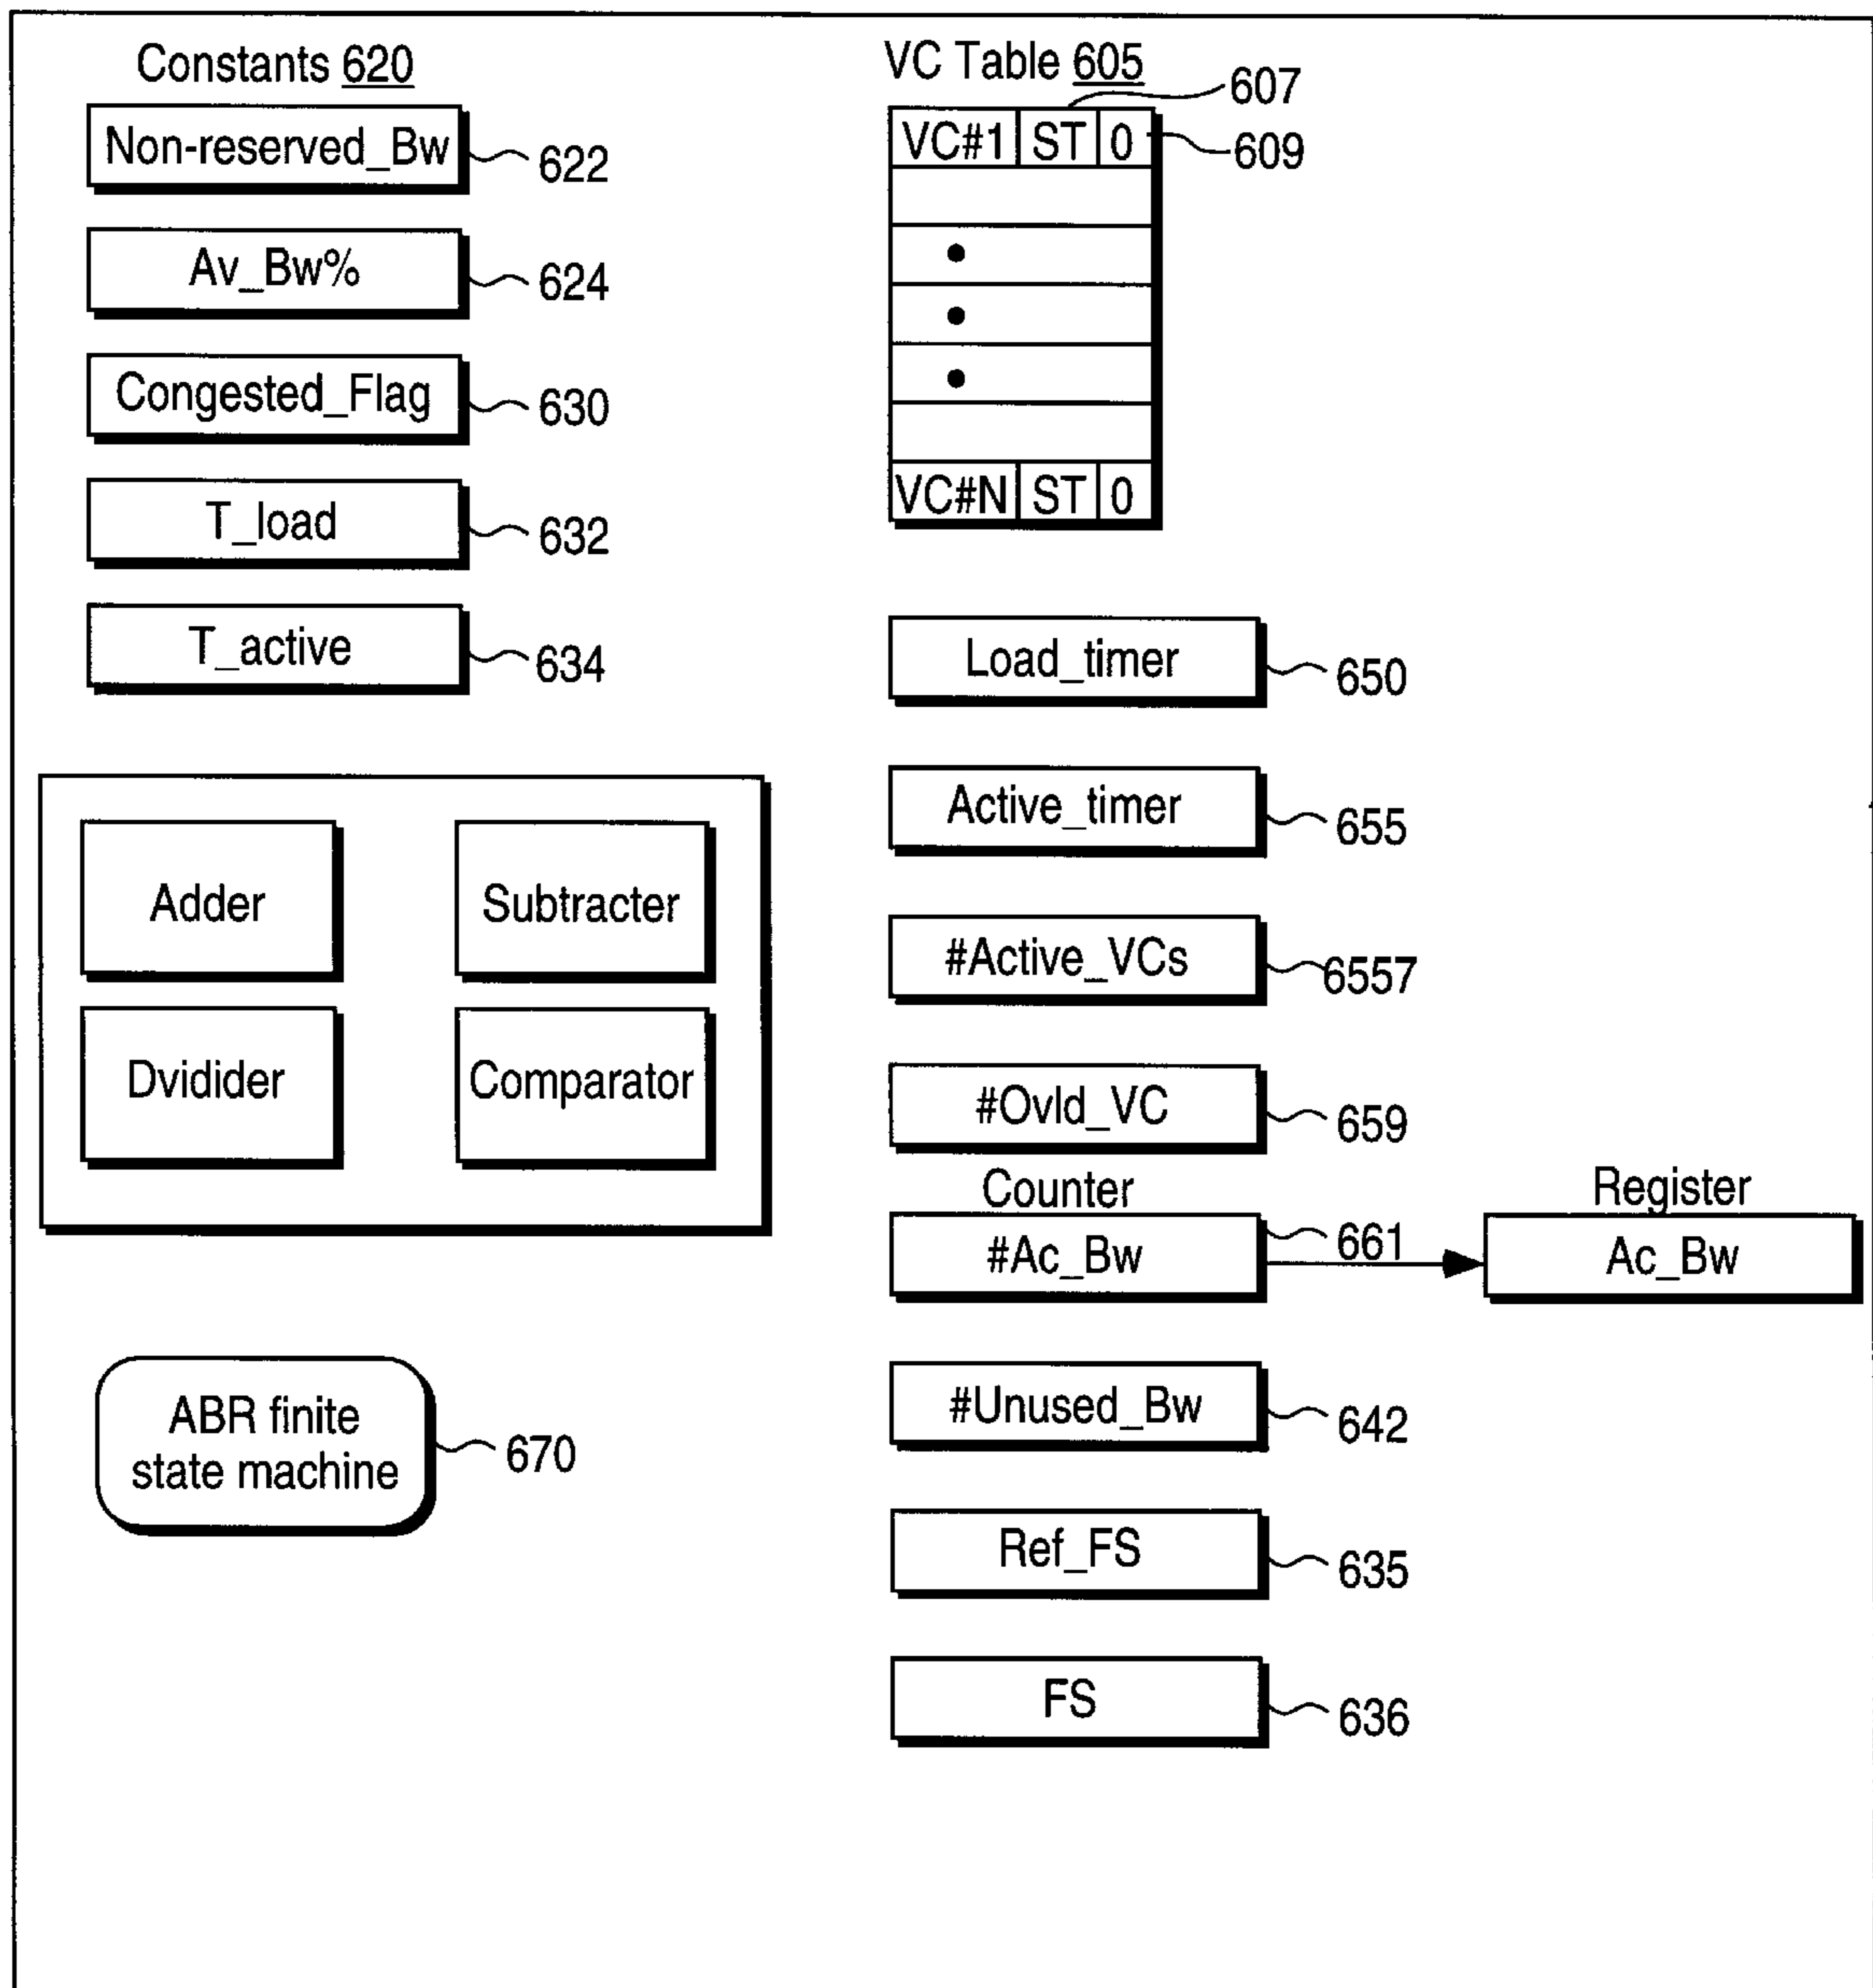 Constants 620
Non-reserved_Bw
622
Av_Bw%
624
Congested_Flag
630
T_load
632
T_active
634
Adder
Subtracter
Dvidider
Comparator
ABR finite
state machine
670
VC Table 605
607
VC#1 ST 0
609
VC#N ST 0
Load_timer
650
Active_timer
655
#Active_VCs
6557
#Ovld_VC
659
Counter
#Ac_Bw
661
Register
Ac_Bw
#Unused_Bw
642
Ref_FS
635
FS
636